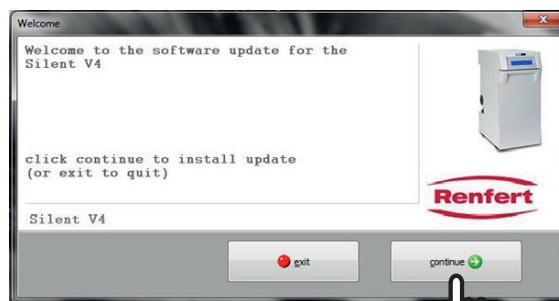 Welcome
Welcome to the software update for the
Silent V4
click continue to install update
(or exit to quit)
Renfert
Silent V4
exit
continue